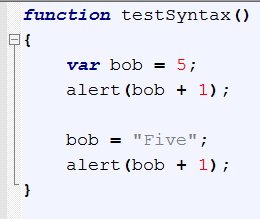 function testSyntax()
{
var bob = 5;
alert(bob + 1);
bob = "Five";
alert(bob + 1);
}